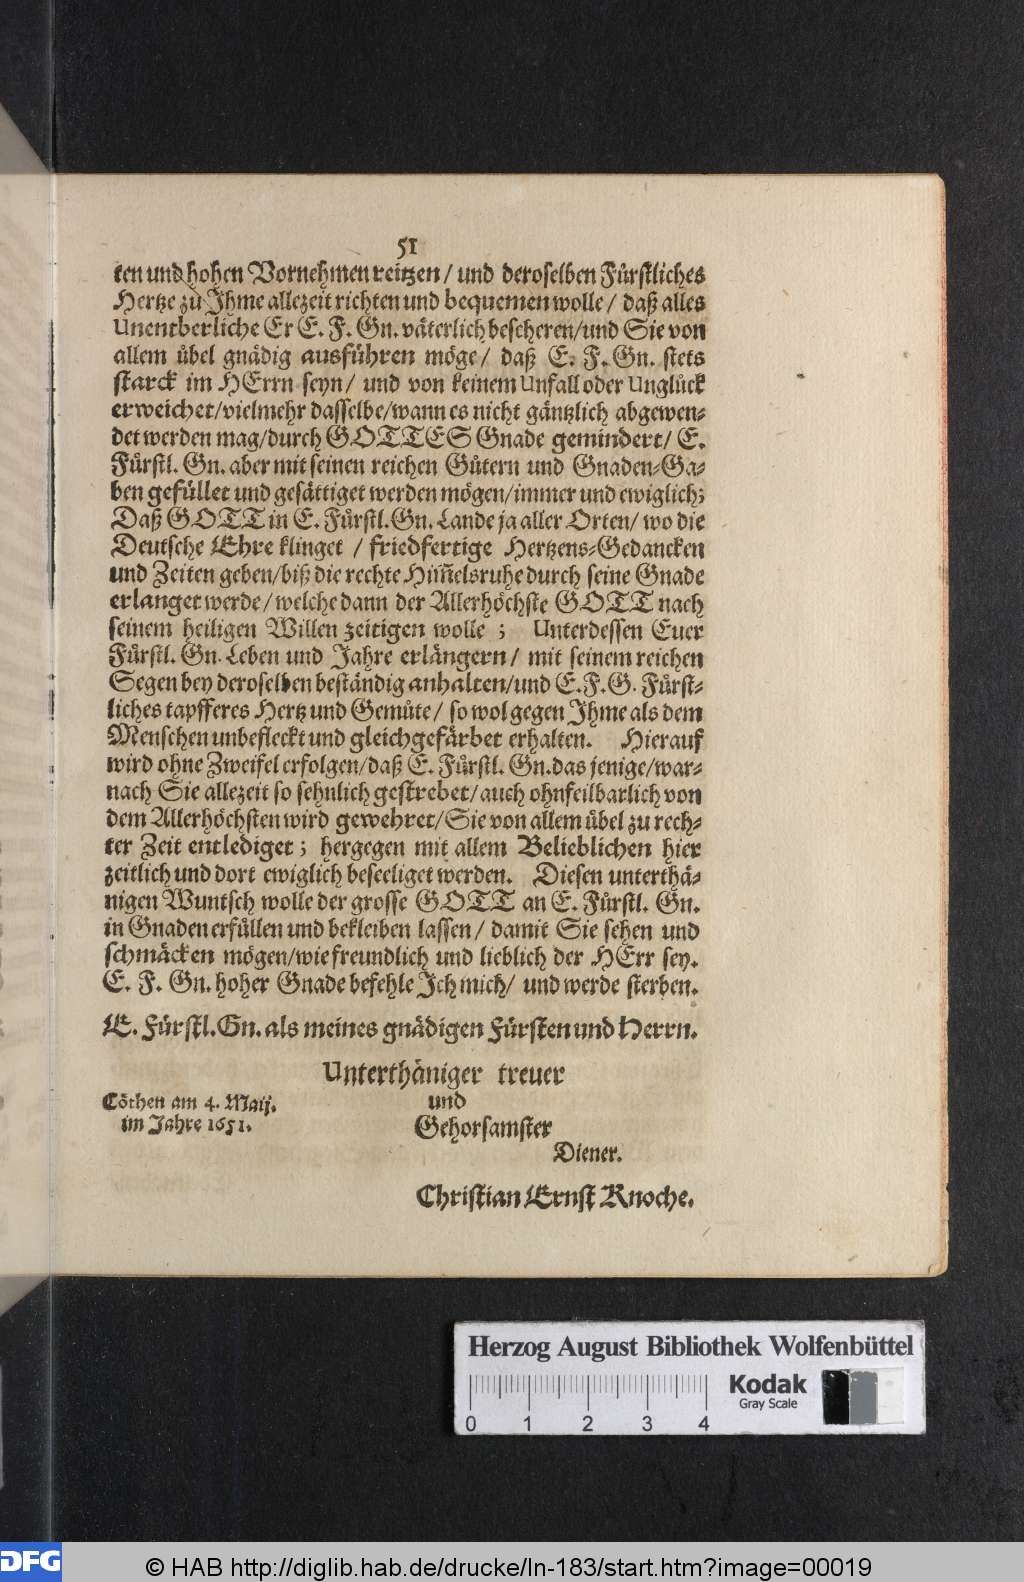 51
ten und hohen Vornehmen reitzen / und deroselben Fürstliches
Hertze zu Ihme allezeit richten und bequemen wolle / daß alles
Unentberliche Er E. F. Gn. väterlich bescheren/und Sie von
allem übel gnädig ausführen möge / daß E. F. Gn. stets
starck im HErrn seyn / und von keinem Unfall oder Unglück
erweichet/vielmehr dasselbe/wann es nicht gäntzlich abgewen-
det werden mag/durch GOTTES Gnade gemindert/ E.
Fürstl. Gn. aber mit seinen reichen Gütern und Gnaden-Ga-
ben gefüllet und gesättiget werden mögen/immer und ewiglich;
Daß GOTT in E. Fürstl. Gn. Lande ja aller Orten/ wo die
Deutsche Ehre klinget / friedfertige Hertzens-Gedancken
und Zeiten geben/biß die rechte Him̃elsruhe durch seine Gnade
erlanget werde / welche dann der Allerhöchste GOTT nach
seinem heiligen Willen zeitigen wolle ; Unterdessen Euer
Fürstl. Gn. Leben und Jahre erlängern / mit seinem reichen
Segen bey deroselben beständig anhalten/und E. F. G. Fürst-
liches tapfferes Hertz und Gemüte / so wol gegen Ihme als dem
Menschen unbefleckt und gleichgefärbet erhalten. Hierauf
wird ohne Zweifel erfolgen/daß E. Fürstl. Gn. das jenige/war-
nach Sie allezeit so sehnlich gestrebet/auch ohnfeilbarlich von
dem Allerhöchsten wird gewehret/Sie von allem übel zu rech-
ter Zeit entlediget ; hergegen mit allem Belieblichen hier
zeitlich und dort ewiglich beseeliget werden. Diesen unterthä-
nigen Wuntsch wolle der grosse GOTT an E. Fürstl. Gn.
in Gnaden erfüllen und bekleiben lassen / damit Sie sehen und
schmäcken mögen/wie freundlich und lieblich der HErr sey.
E. F. Gn. hoher Gnade befehle Ich mich/ und werde sterben.
E. Fürstl. Gn. als meines gnädigen Fürsten und Herrn.
Unterthäniger treuer
Cöthen am 4. Maij. und
im Jahre 1651. Gehorsamster
Diener.
Christian Ernst Knoche.
Herzog August Bibliothek Wolfenbüttel
Kodak
Gray Scale
0 1 2 3 4
DFG © HAB http://diglib.hab.de/drucke/ln-183/start.htm?image=00019